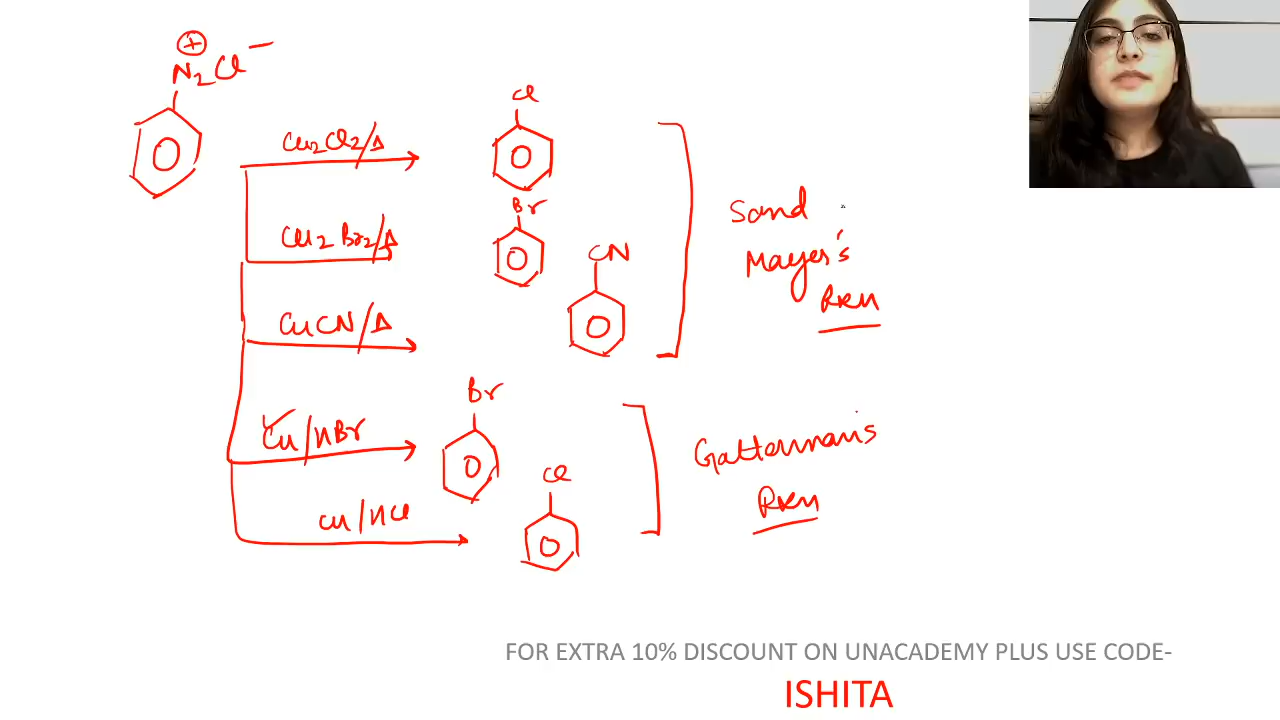 ⊕
N₂Cl⁻
Cu₂Cl₂/Δ
Cl
Cu₂Br₂/Δ
Br
CuCN/Δ
CN
Sand
Mayer's
Rxn
Cu/HBr
Br
Cu/HCl
Cl
Gattermann's
Rxn
FOR EXTRA 10% DISCOUNT ON UNACADEMY PLUS USE CODE-
ISHITA